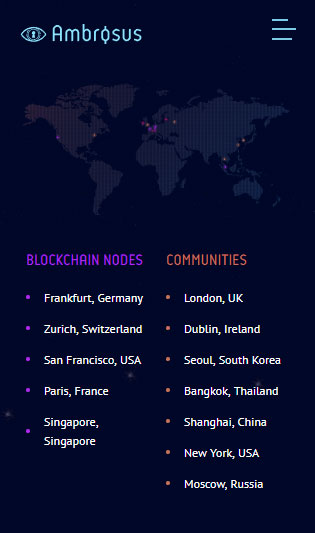 Ambrosus
BLOCKCHAIN NODES
Frankfurt, Germany
Zurich, Switzerland
San Francisco, USA
Paris, France
Singapore,
Singapore
COMMUNITIES
London, UK
Dublin, Ireland
Seoul, South Korea
Bangkok, Thailand
Shanghai, China
New York, USA
Moscow, Russia